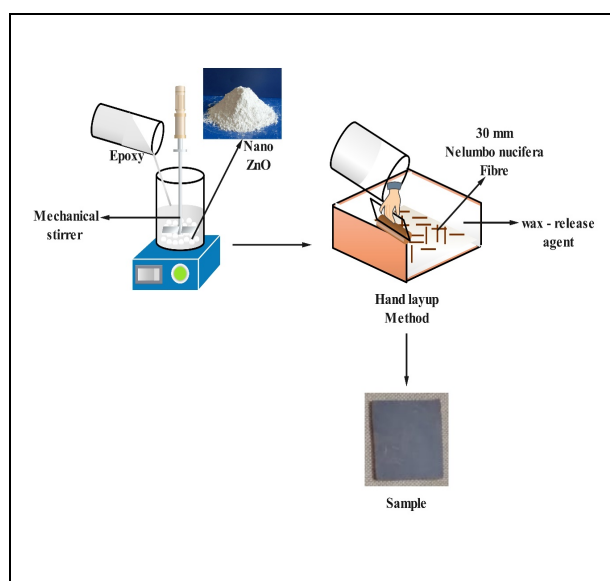 Epoxy
Nano
ZnO
Mechanical
stirrer
30 mm
Nelumbo nucifera
Fibre
wax - release
agent
Hand layup
Method
Sample